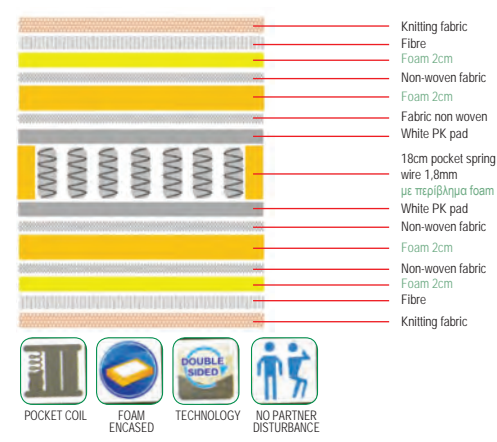 Knitting fabric
Fibre
Foam 2cm
Non-woven fabric
Foam 2cm
Fabric non woven
White PK pad
18cm pocket spring
wire 1,8mm
με περίβλημα foam
White PK pad
Non-woven fabric
Foam 2cm
Non-woven fabric
Foam 2cm
Fibre
Knitting fabric
DOUBLE
SIDED
POCKET COIL
FOAM
ENCASED
TECHNOLOGY
NO PARTNER
DISTURBANCE